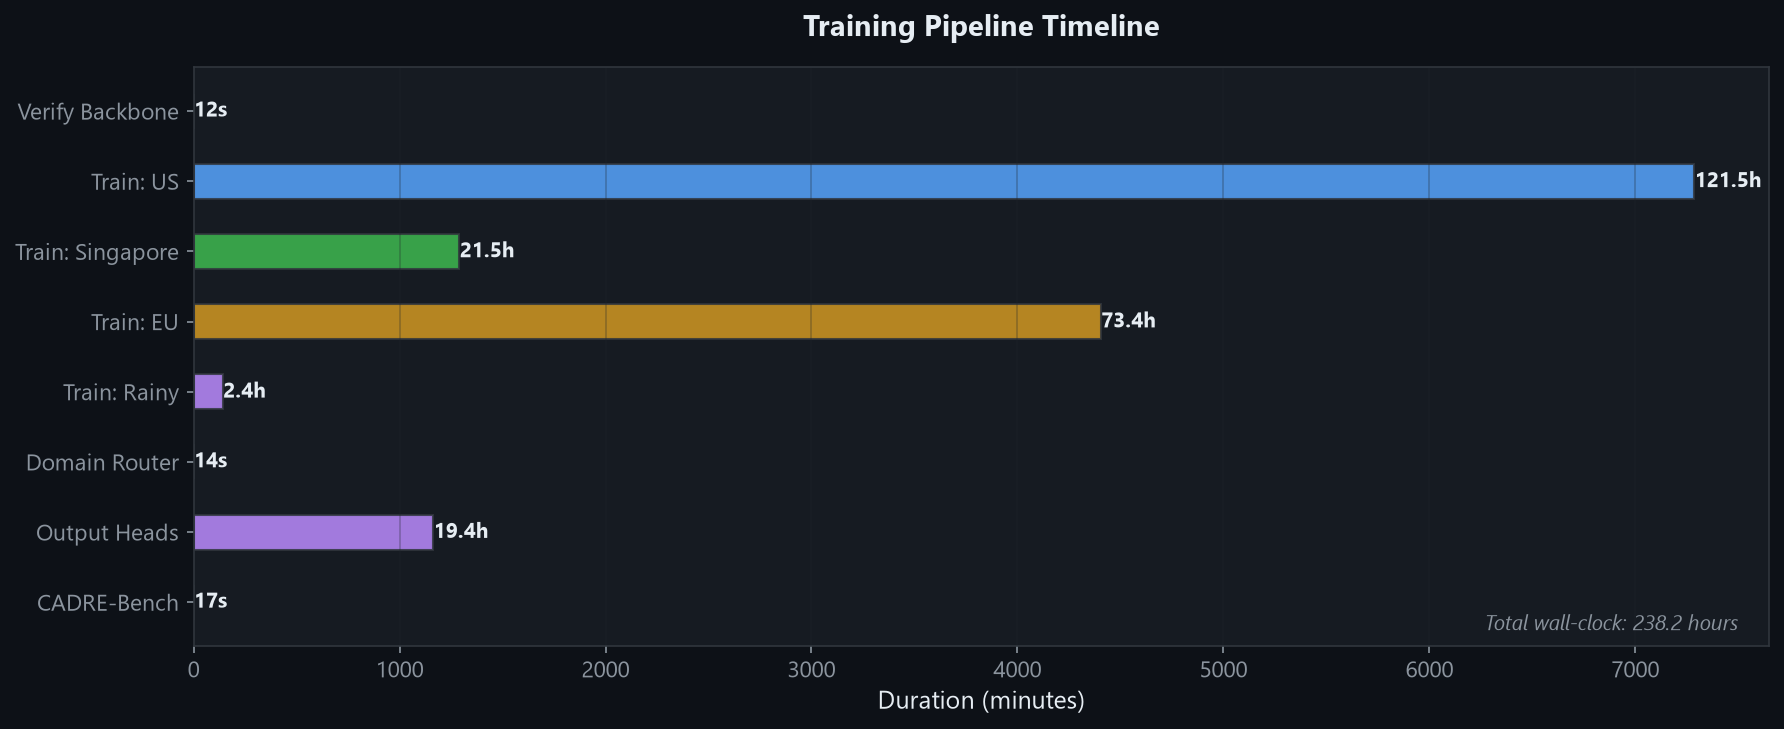 Training Pipeline Timeline
Verify Backbone 12s
Train: US 121.5h
Train: Singapore 21.5h
Train: EU 73.4h
Train: Rainy 2.4h
Domain Router 14s
Output Heads 19.4h
CADRE-Bench 17s
Total wall-clock: 238.2 hours
0 1000 2000 3000 4000 5000 6000 7000
Duration (minutes)